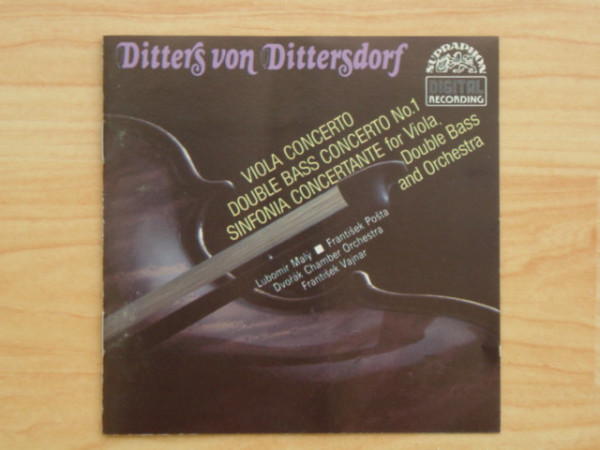 Ditters von Dittersdorf
SUPRAPHON
DIGITAL
RECORDING
VIOLA CONCERTO
DOUBLE BASS CONCERTO No.1
SINFONIA CONCERTANTE for Viola,
Double Bass
and Orchestra
Lubomír Malý ■ František Pošta
Dvořák Chamber Orchestra
František Vajnar